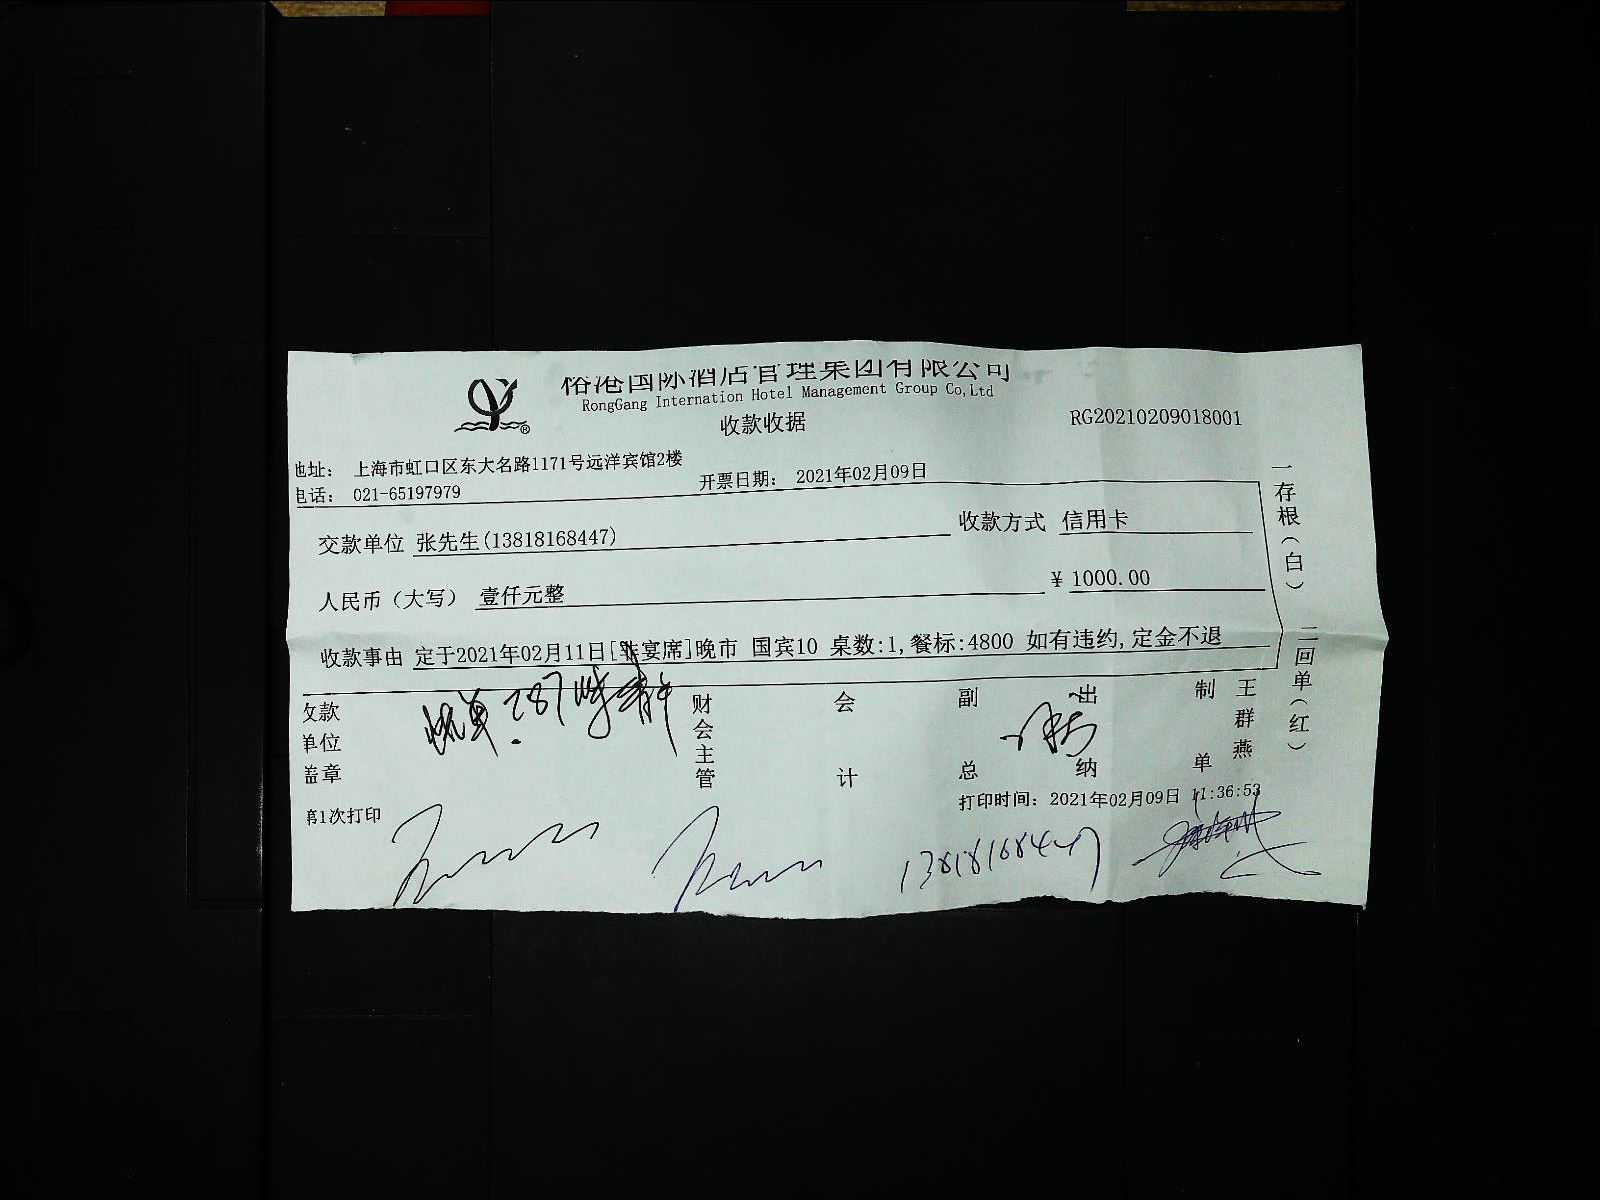 港国际酒店管理集团有限公司
RongGang Internation Hotel Management Group Co,Ltd
收款收据
RG20210209018001
地址： 上海市虹口区东大名路1171号远洋宾馆2楼
电话： 021-65197979
开票日期： 2021年02月09日
交款单位 张先生(13818168447)
收款方式 信用卡
人民币（大写） 壹仟元整
¥ 1000.00
收款事由 定于2021年02月11日[宴席]晚市 国宾10 桌数:1,餐标:4800 如有违约,定金不退
一存根（白） 二回单（红）
收款单位盖章
财会主管
会计
副总
出纳
制单
王群燕
第1次打印
打印时间： 2021年02月09日 11:36:53
13818168447